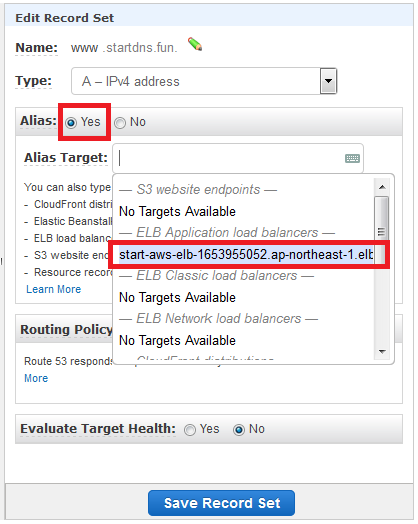 Edit Record Set
Name: www .startdns.fun.
Type: A – IPv4 address
Alias: Yes No
Alias Target:
You can also type
- CloudFront distri
- Elastic Beanstall
- ELB load balanc
- S3 website end
- Resource recor
Learn More
— S3 website endpoints —
No Targets Available
— ELB Application load balancers —
start-aws-elb-1653955052.ap-northeast-1.elb
— ELB Classic load balancers —
No Targets Available
— ELB Network load balancers —
No Targets Available
— CloudFront distributions —
Routing Policy
Route 53 responds
More
Evaluate Target Health: Yes No
Save Record Set